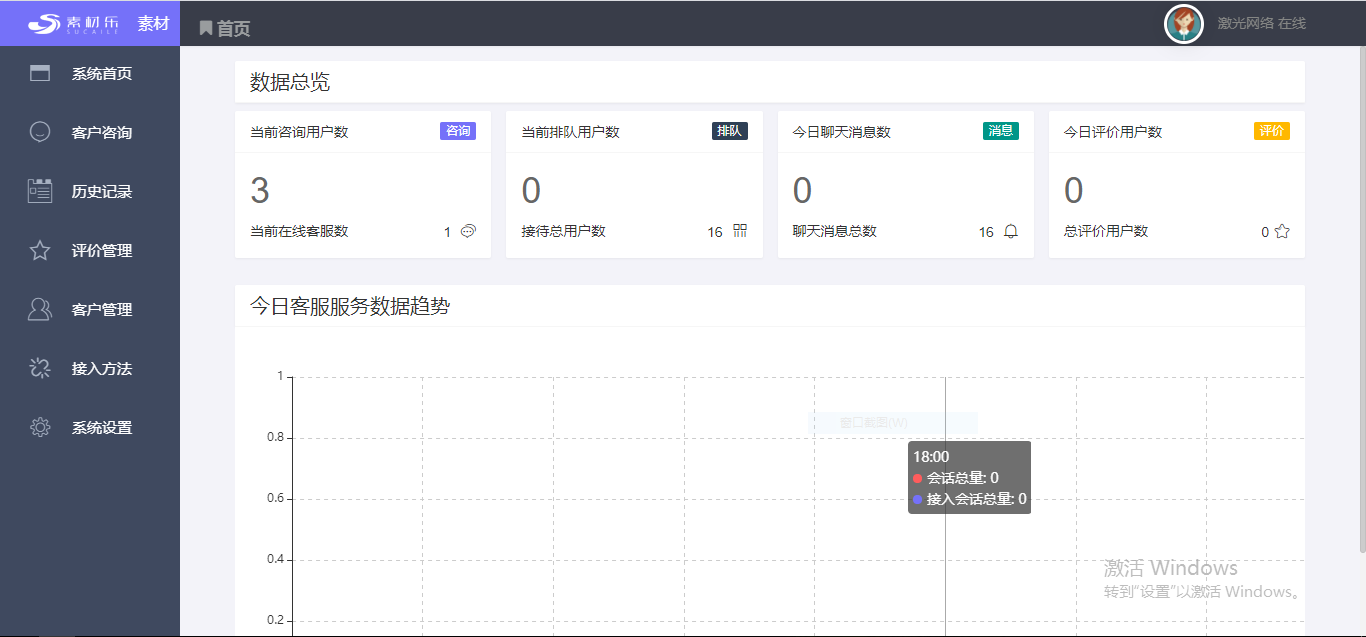 素材乐 素材
SUCAILE
首页
激光网络 在线
系统首页
客户咨询
历史记录
评价管理
客户管理
接入方法
系统设置
数据总览
当前咨询用户数 咨询
3
当前在线客服数 1
当前排队用户数 排队
0
接待总用户数 16
今日聊天消息数 消息
0
聊天消息总数 16
今日评价用户数 评价
0
总评价用户数 0
今日客服服务数据趋势
1
0.8
0.6
0.4
0.2
窗口截图(W)
18:00
会话总量: 0
接入会话总量: 0
激活 Windows
转到"设置"以激活 Windows。